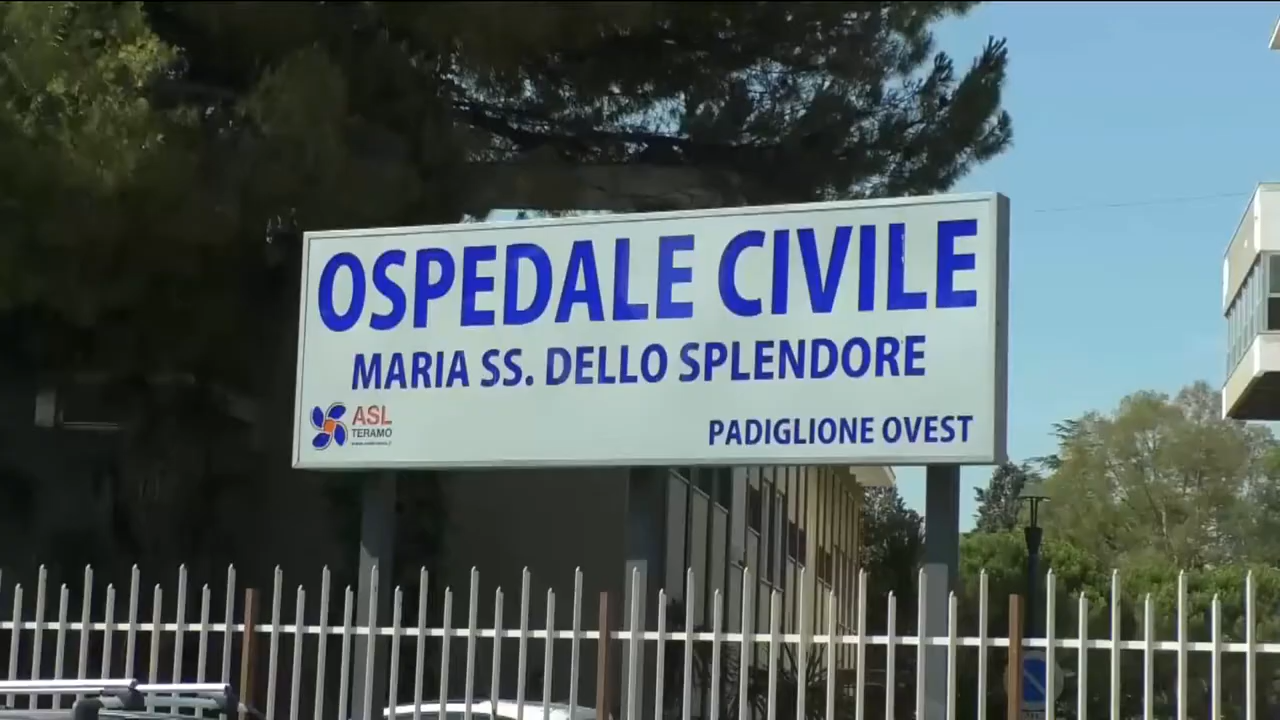 OSPEDALE CIVILE
MARIA SS. DELLO SPLENDORE
ASL
TERAMO
PADIGLIONE OVEST